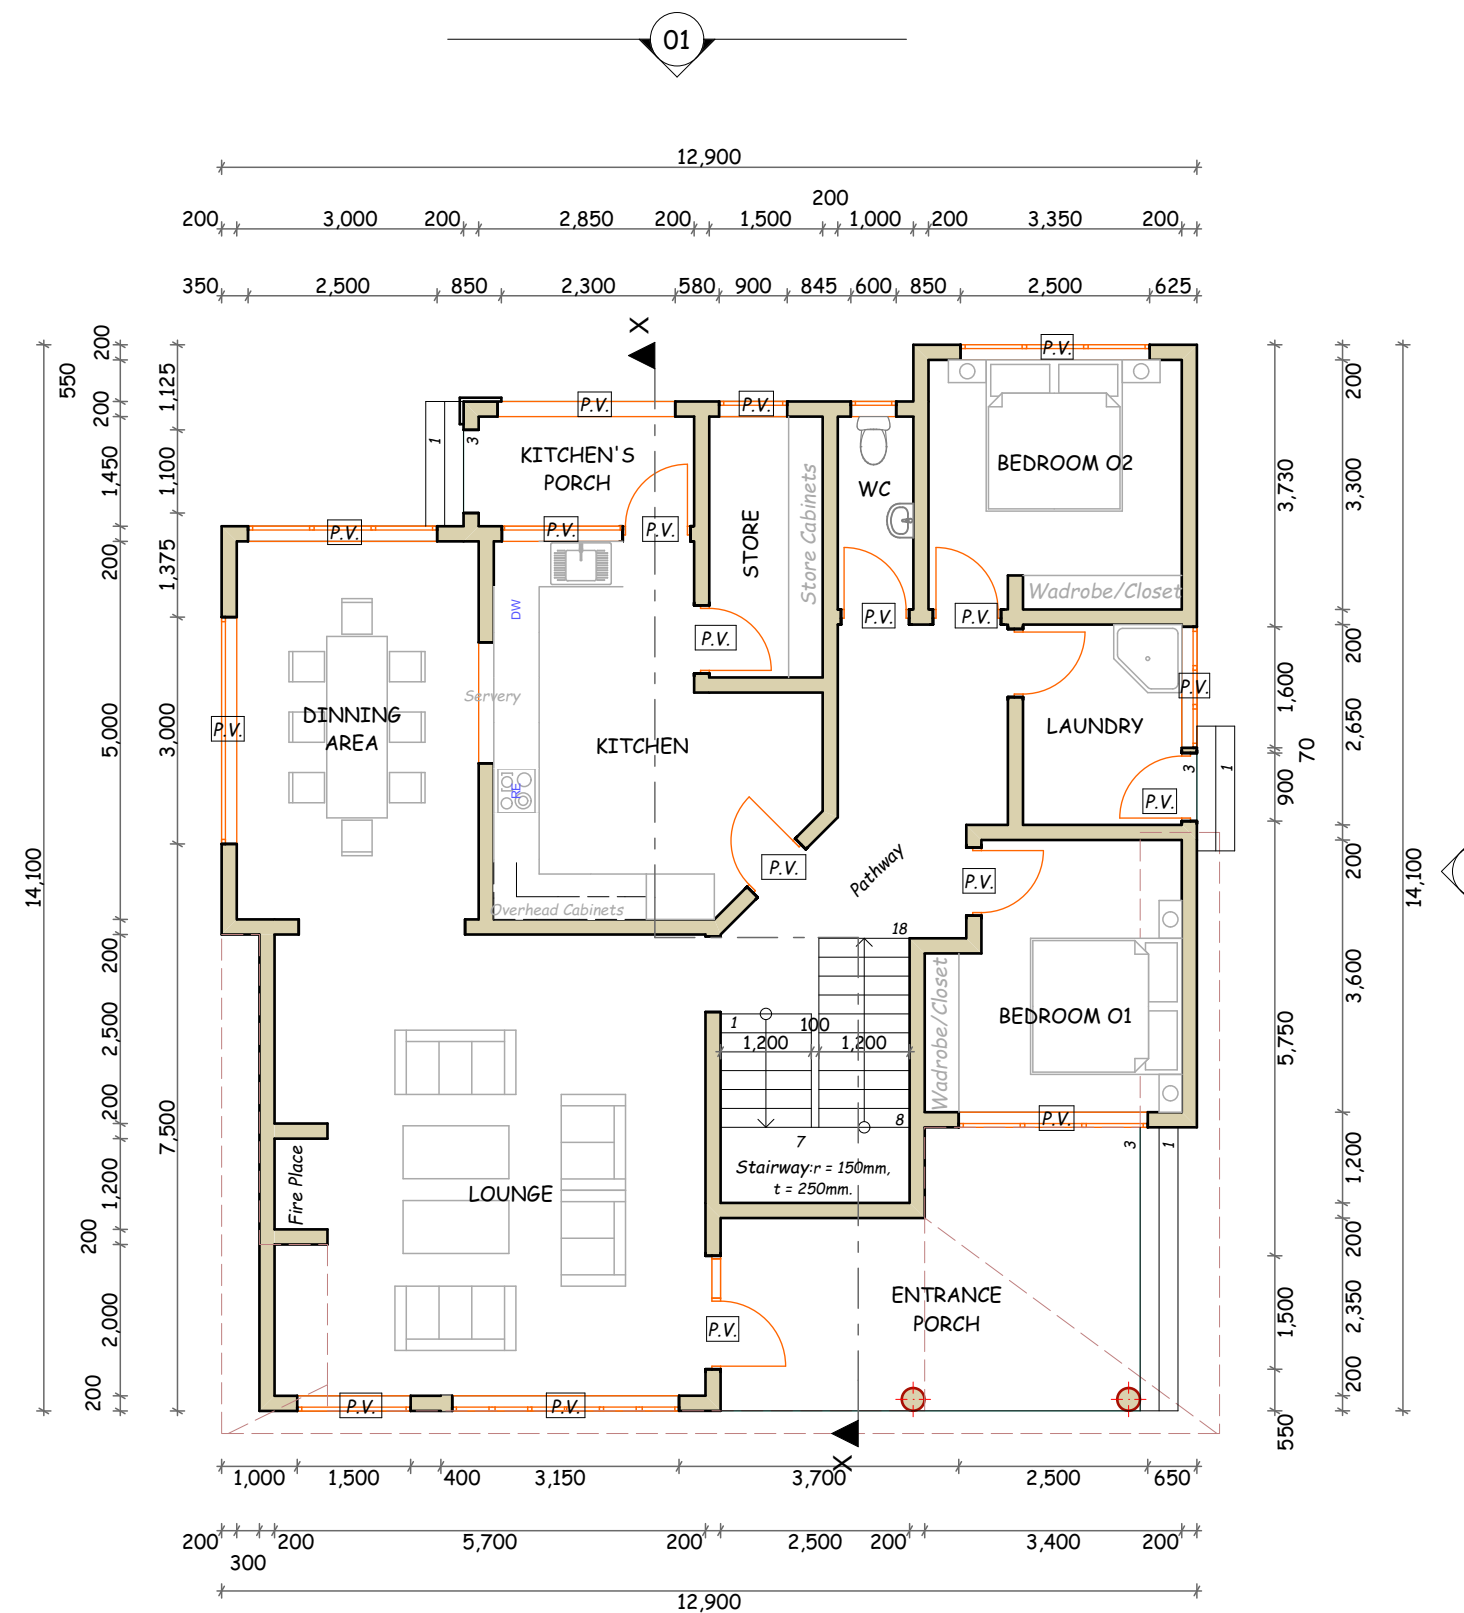 01
12,900
200
200 3,000 200 2,850 200 1,500 1,000 200 3,350 200
350 2,500 850 2,300 580 900 845 600 850 2,500 625
X
14,100
550
200
200
1,450
200
5,000
200
2,500
200
1,200
200
2,000
200
1,125
1,100
1,375
3,000
7,500
P.V.
P.V.
P.V.
1
3
KITCHEN'S
PORCH
BEDROOM 02
WC
STORE
Store Cabinets
P.V.
P.V.
P.V.
Wadrobe/Closet
DW
P.V.
P.V.
P.V.
Servery
P.V.
DINNING
AREA
P.V.
KITCHEN
LAUNDRY
3
1
RE
P.V.
P.V.
Pathway
P.V.
Overhead Cabinets
18
Wadrobe/Closet
BEDROOM 01
1
100
1,200 1,200
8
7
P.V.
3
1
Stairway:r = 150mm,
t = 250mm.
Fire Place
LOUNGE
ENTRANCE
PORCH
P.V.
P.V.
P.V.
X
3,730
1,600
70
900
5,750
1,500
550
200
3,300
200
2,650
200
3,600
1,200
200
2,350
200
14,100
1,000 1,500 400 3,150 3,700 2,500 650
200 200 5,700 200 2,500 200 3,400 200
300
12,900